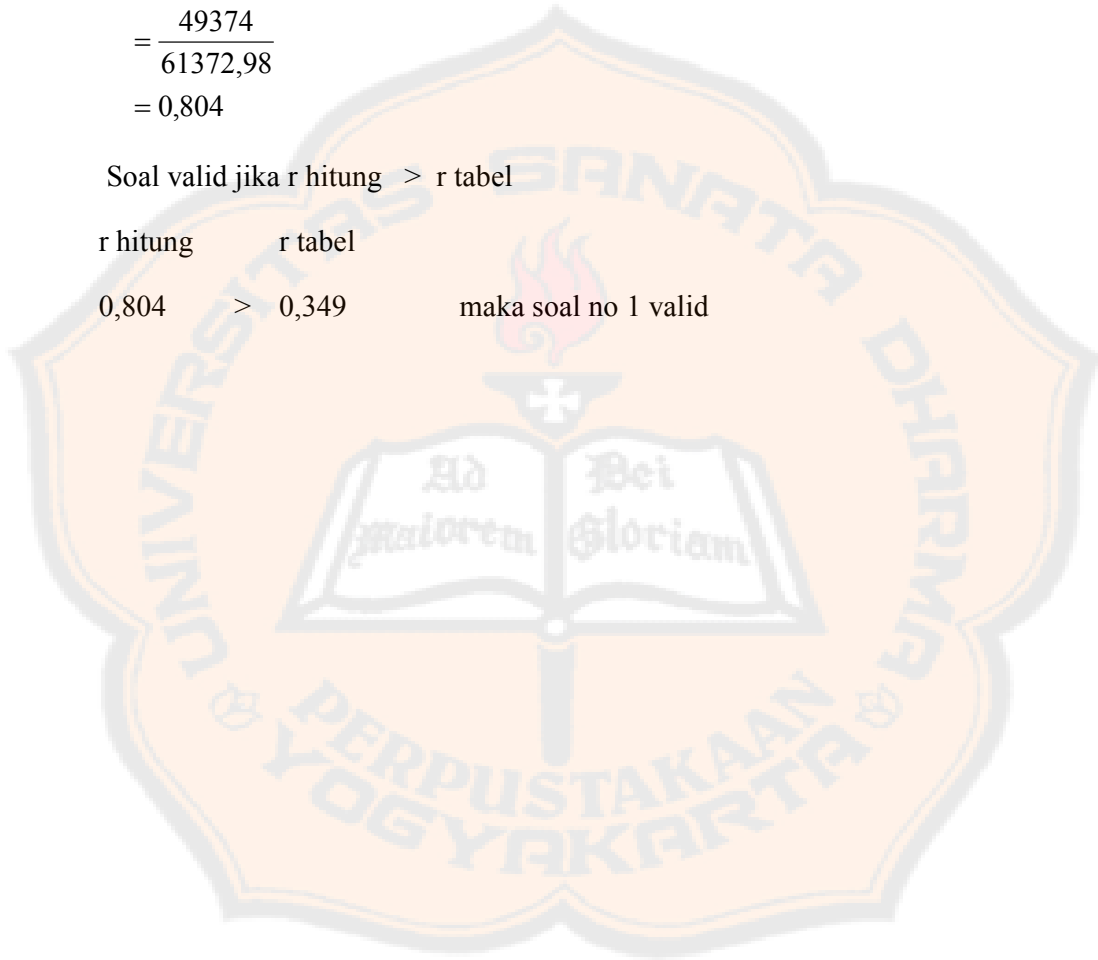 = 49374 / 61372,98
= 0,804
Soal valid jika r hitung > r tabel
r hitung r tabel
0,804 > 0,349 maka soal no 1 valid
UNIVERSITAS SANATA DHARMA
Ad Dei
Maiorem Gloriam
PERPUSTAKAAN
YOGYAKARTA